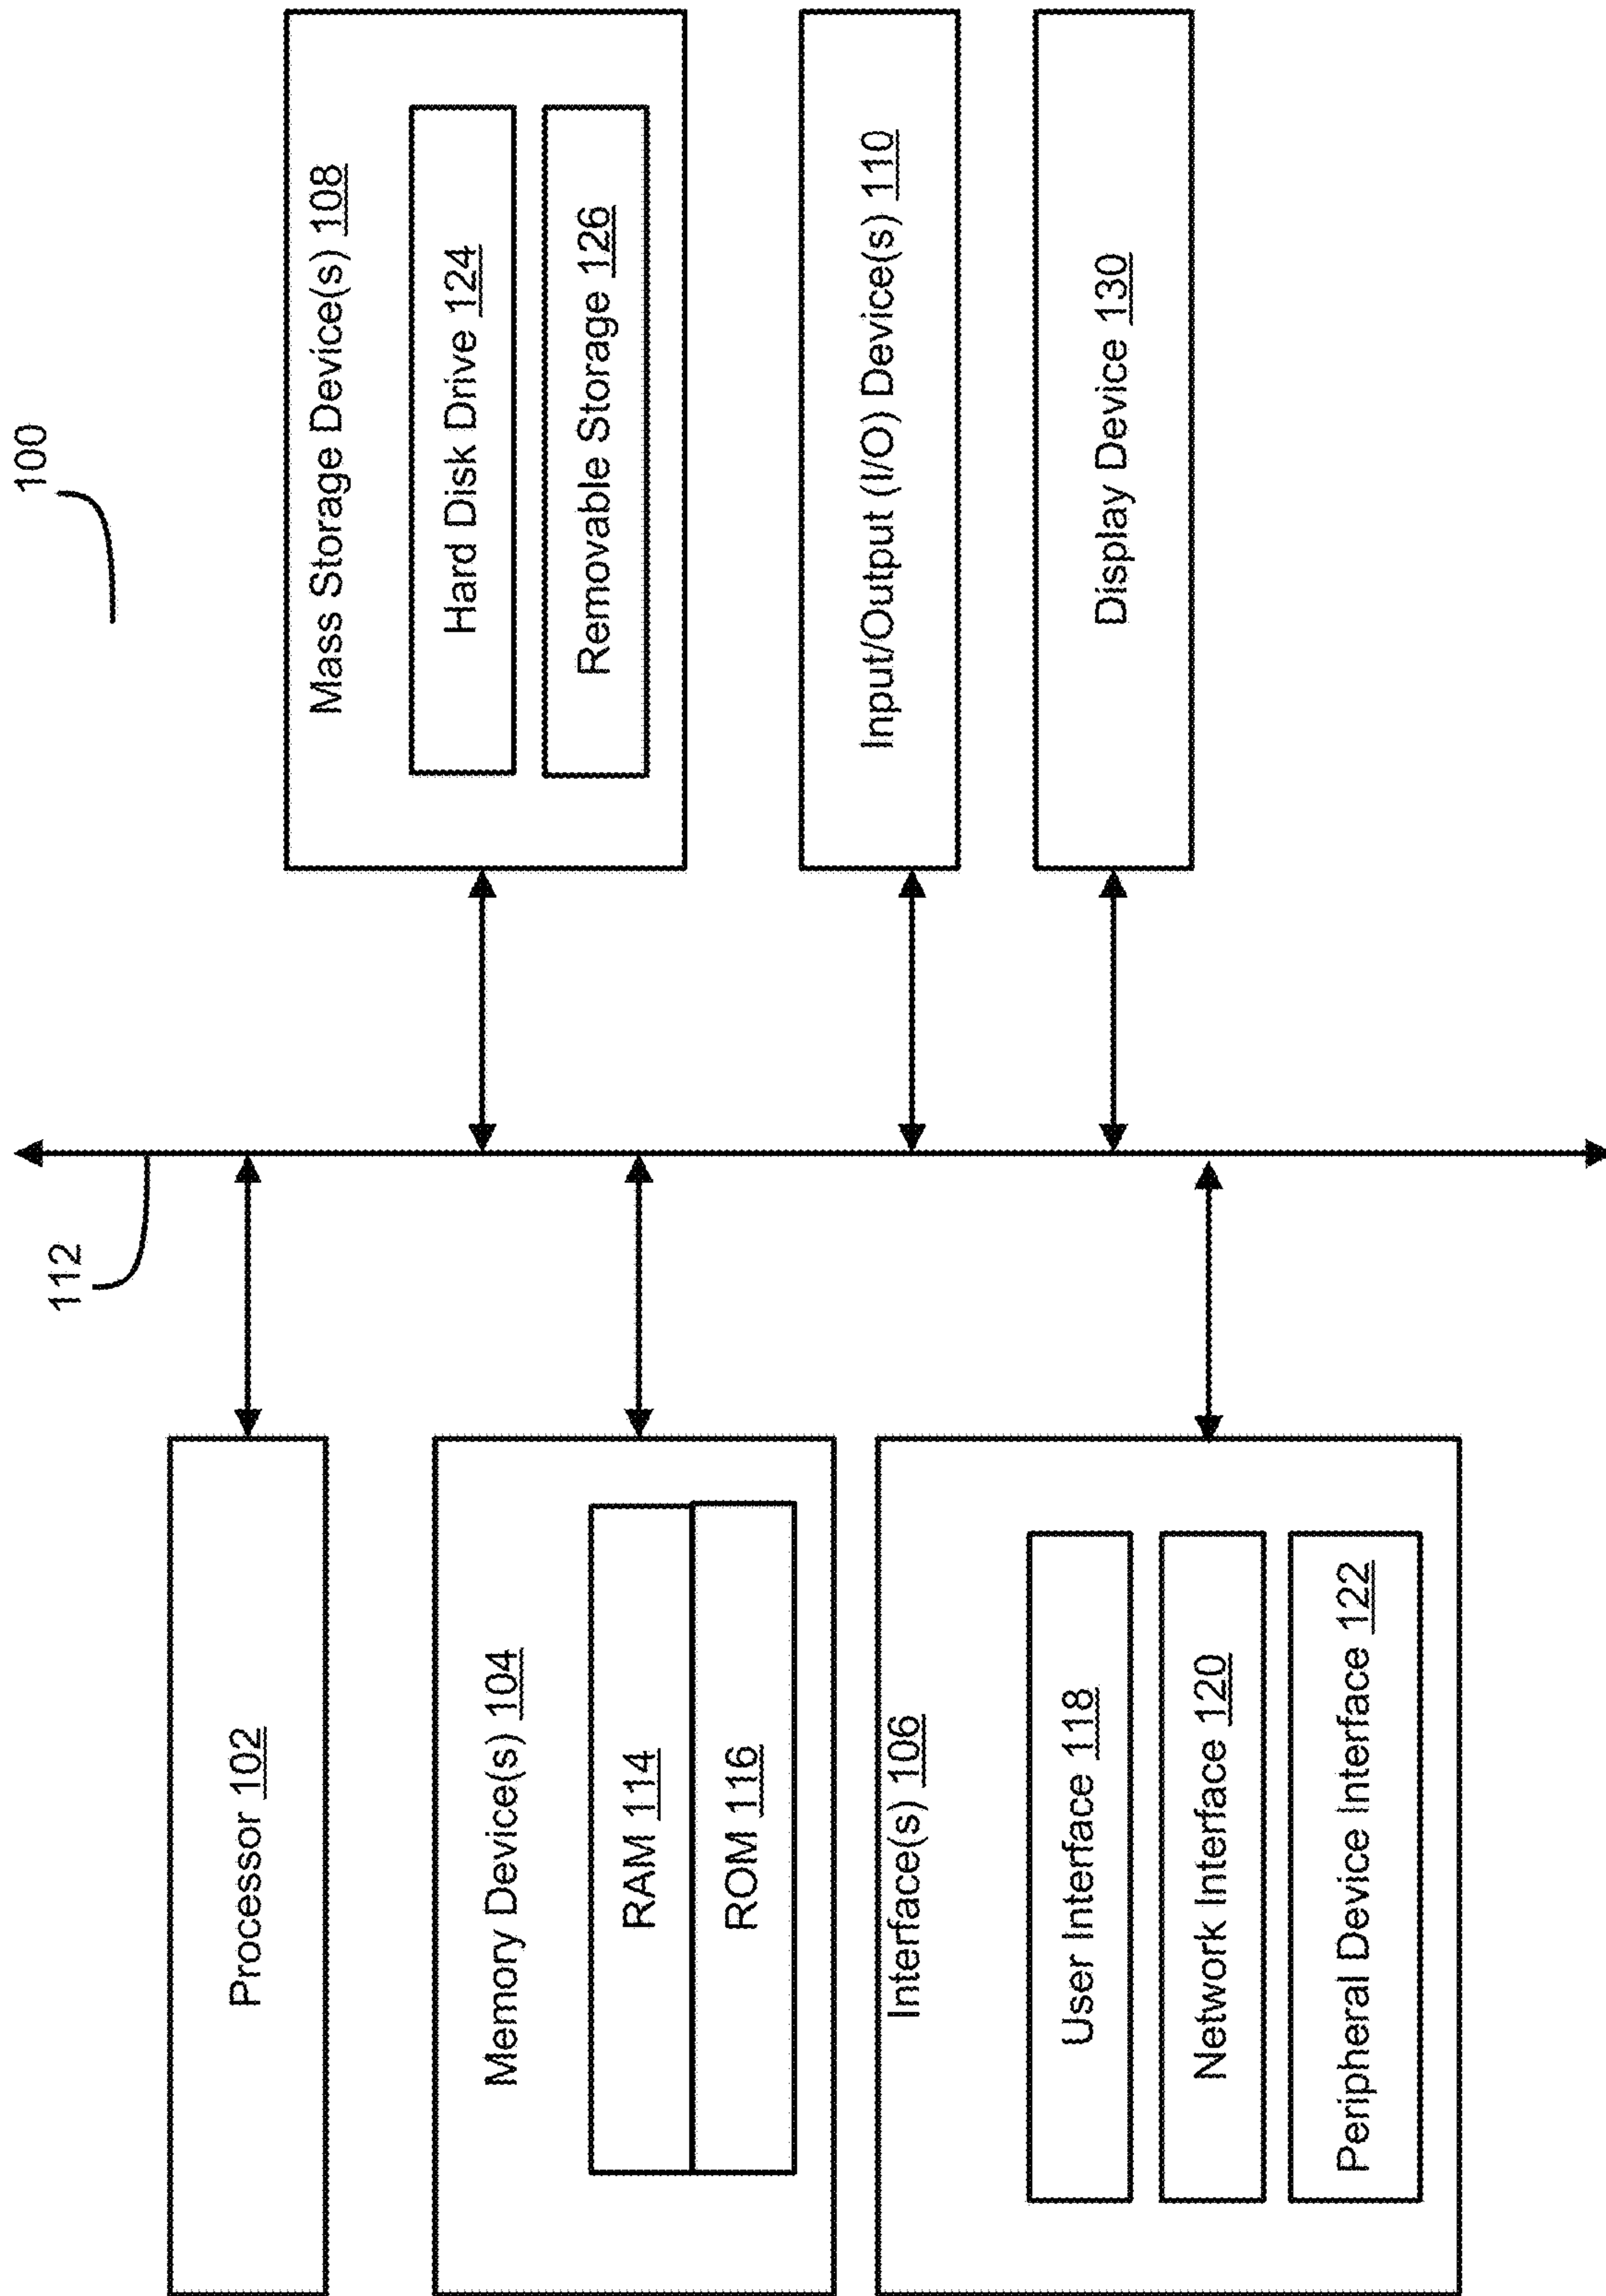 100
112
Processor 102
Memory Device(s) 104
RAM 114
ROM 116
Interface(s) 106
User Interface 118
Network Interface 120
Peripheral Device Interface 122
Mass Storage Device(s) 108
Hard Disk Drive 124
Removable Storage 126
Input/Output (I/O) Device(s) 110
Display Device 130